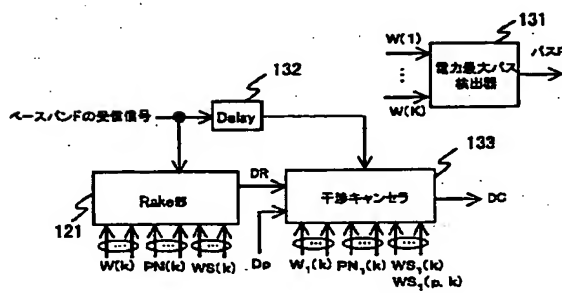 131
W(1)
パスP
132
電力最大パス
検出器
W(K)
ベースバンドの受信信号
Delay
133
DR
Rake部
干渉キャンセラ
DC
121
W(k) PN(k) WS(k)
Dp
W₁(k) PN₁(k) WS₁(k)
WS₁(p, k)